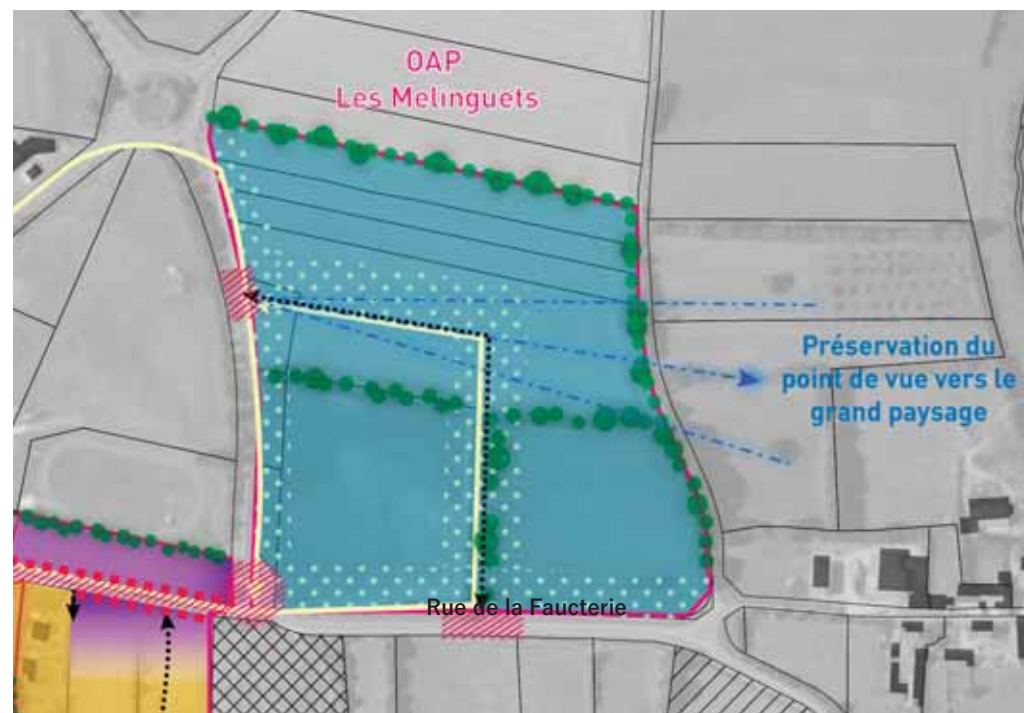 OAP
Les Melinguets
Préservation du
point de vue vers le
grand paysage
Rue de la Faucterie